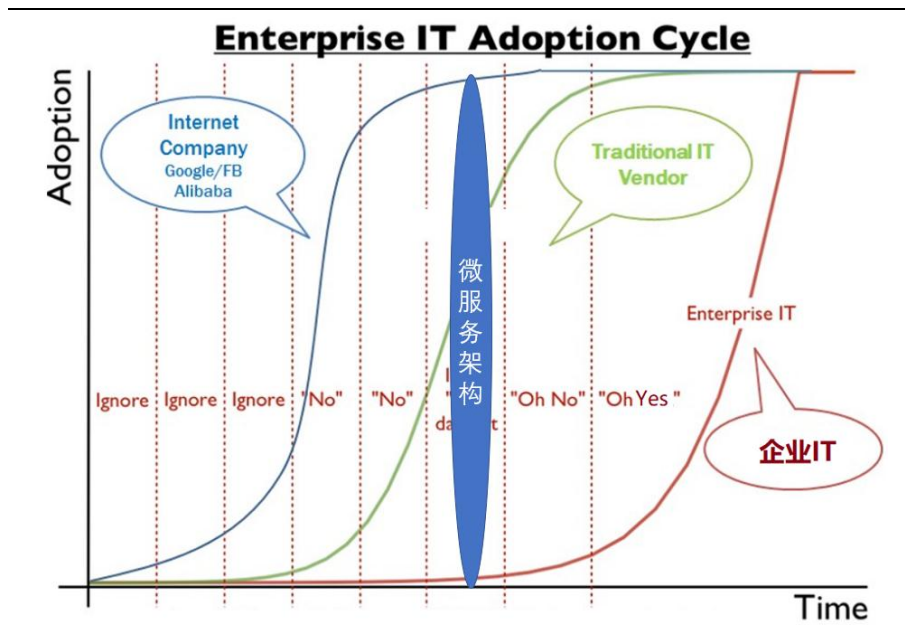 Enterprise IT Adoption Cycle
Adoption
Internet
Company
Google/FB
Alibaba
Traditional IT
Vendor
微服务架构
Enterprise IT
Ignore
Ignore
Ignore
"No"
"No"
"Oh No"
"Oh Yes "
企业IT
Time